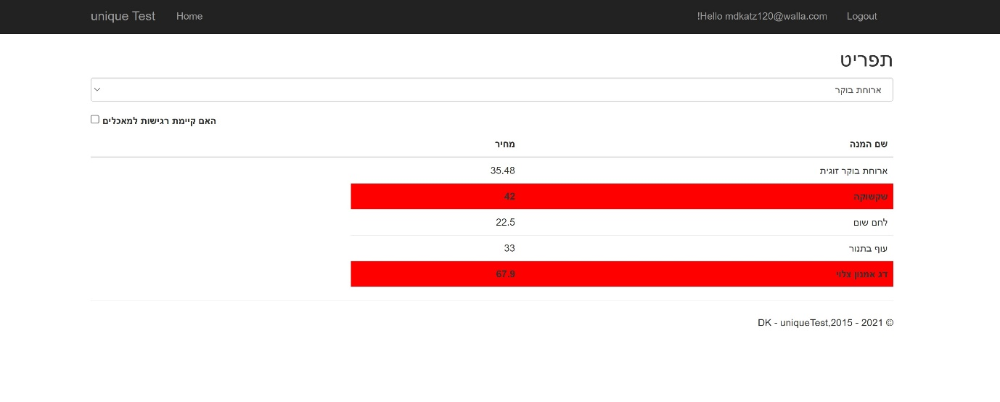 unique Test Home !Hello mdkatz120@walla.com Logout
תפריט
ארוחת בוקר
האם קיימת רגישות למאכלים
שם המנה מחיר
ארוחת בוקר זוגית 35.48
שקשוקה 42
לחם שום 22.5
עוף בתנור 33
דג אמנון צלוי 67.9
DK - uniqueTest,2015 - 2021 ©